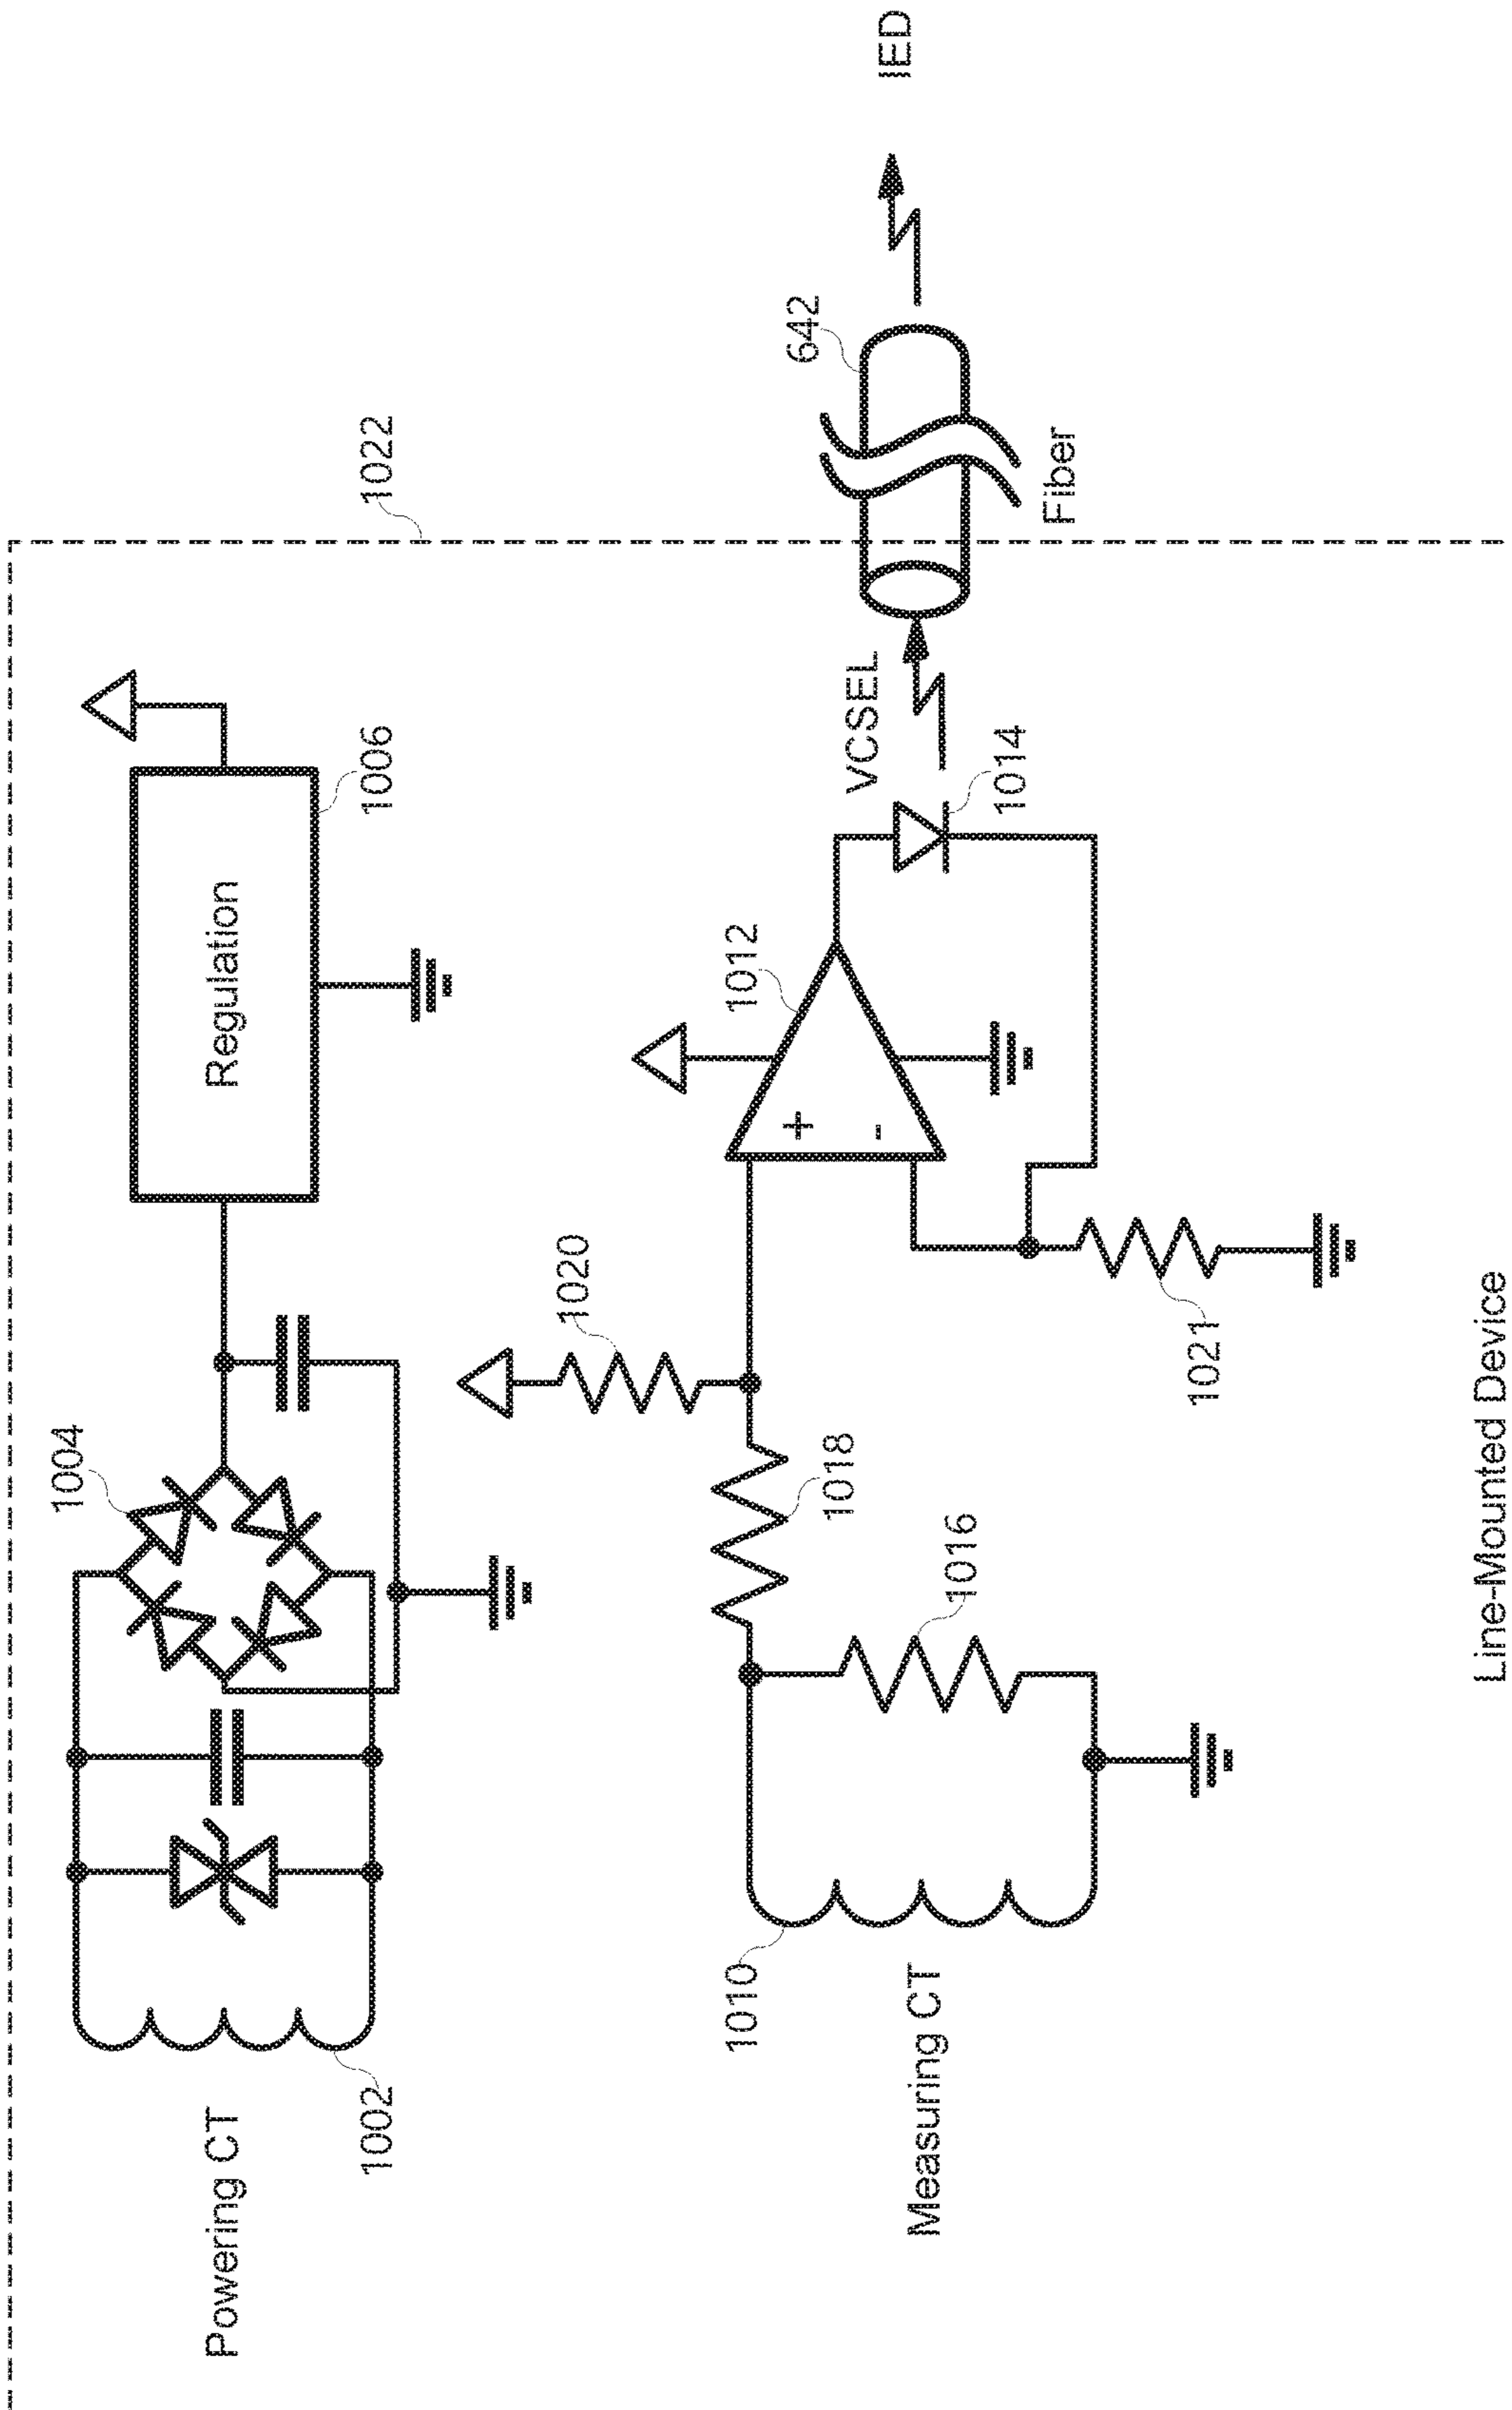 1004
Regulation
1006
1022
Powering CT
1002
1020
1012
VCSEL
642
IED
1018
1014
Fiber
+
-
1016
1010
Measuring CT
1021
Line-Mounted Device